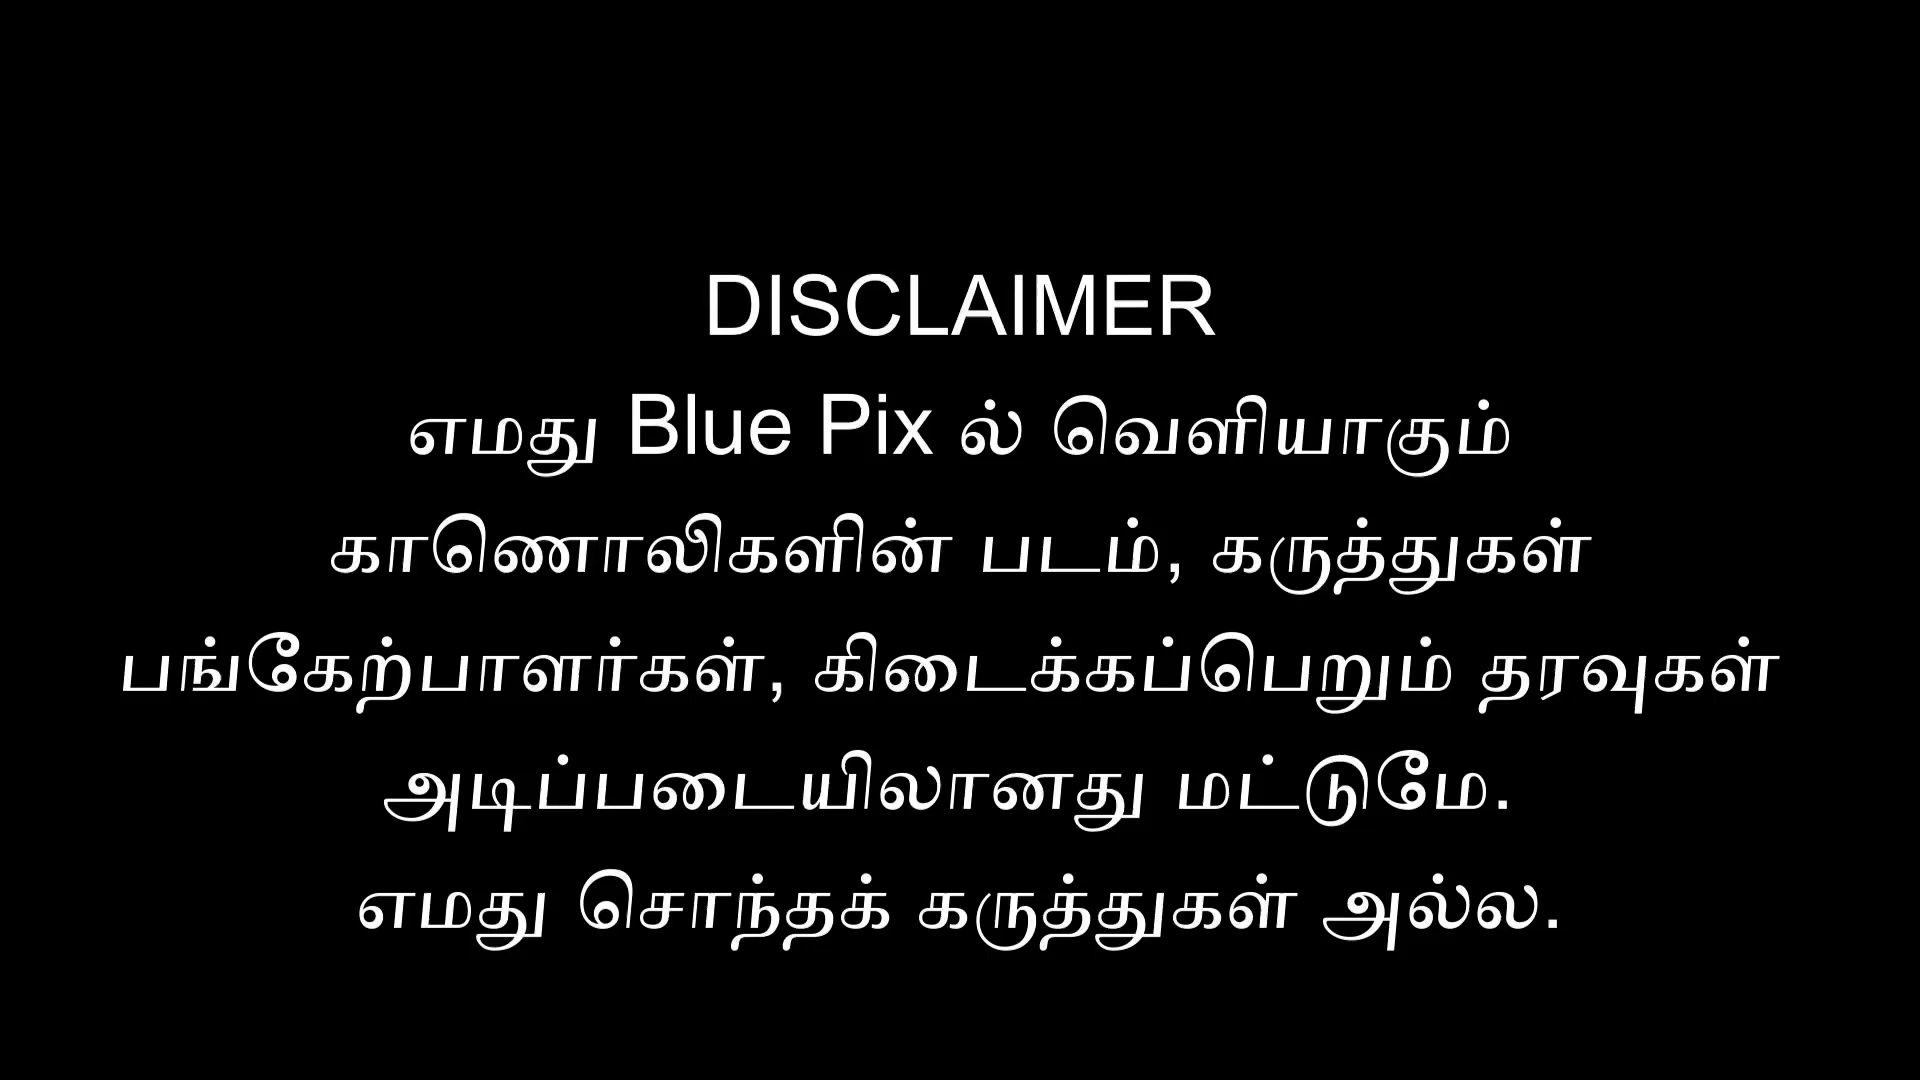 DISCLAIMER
எமது Blue Pix ல் வெளியாகும்
காணொலிகளின் படம், கருத்துகள்
பங்கேற்பாளர்கள், கிடைக்கப்பெறும் தரவுகள்
அடிப்படையிலானது மட்டுமே.
எமது சொந்தக் கருத்துகள் அல்ல.